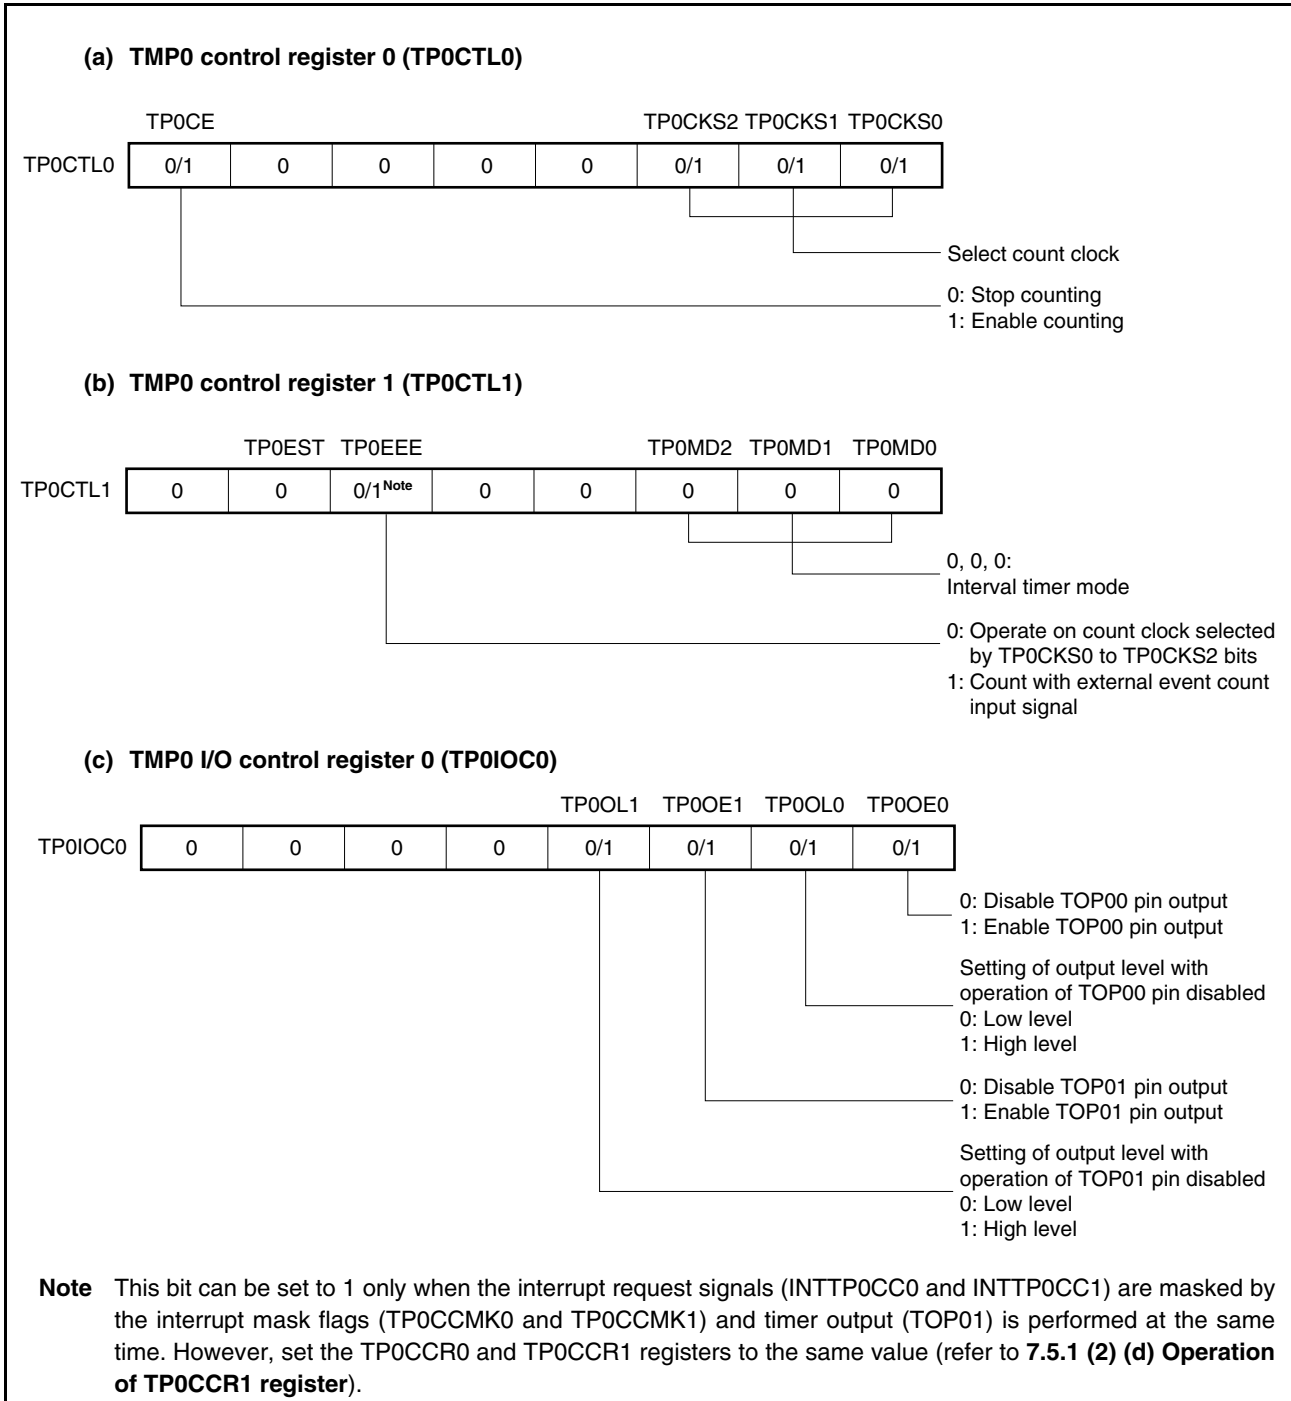 (a) TMP0 control register 0 (TP0CTL0)
TP0CE TP0CKS2 TP0CKS1 TP0CKS0
TP0CTL0 0/1 0 0 0 0 0/1 0/1 0/1
Select count clock
0: Stop counting
1: Enable counting
(b) TMP0 control register 1 (TP0CTL1)
TP0EST TP0EEE TP0MD2 TP0MD1 TP0MD0
TP0CTL1 0 0 0/1Note 0 0 0 0 0
0, 0, 0:
Interval timer mode
0: Operate on count clock selected
by TP0CKS0 to TP0CKS2 bits
1: Count with external event count
input signal
(c) TMP0 I/O control register 0 (TP0IOC0)
TP0OL1 TP0OE1 TP0OL0 TP0OE0
TP0IOC0 0 0 0 0 0/1 0/1 0/1 0/1
0: Disable TOP00 pin output
1: Enable TOP00 pin output
Setting of output level with
operation of TOP00 pin disabled
0: Low level
1: High level
0: Disable TOP01 pin output
1: Enable TOP01 pin output
Setting of output level with
operation of TOP01 pin disabled
0: Low level
1: High level
Note This bit can be set to 1 only when the interrupt request signals (INTTP0CC0 and INTTP0CC1) are masked by
the interrupt mask flags (TP0CCMK0 and TP0CCMK1) and timer output (TOP01) is performed at the same
time. However, set the TP0CCR0 and TP0CCR1 registers to the same value (refer to 7.5.1 (2) (d) Operation
of TP0CCR1 register).